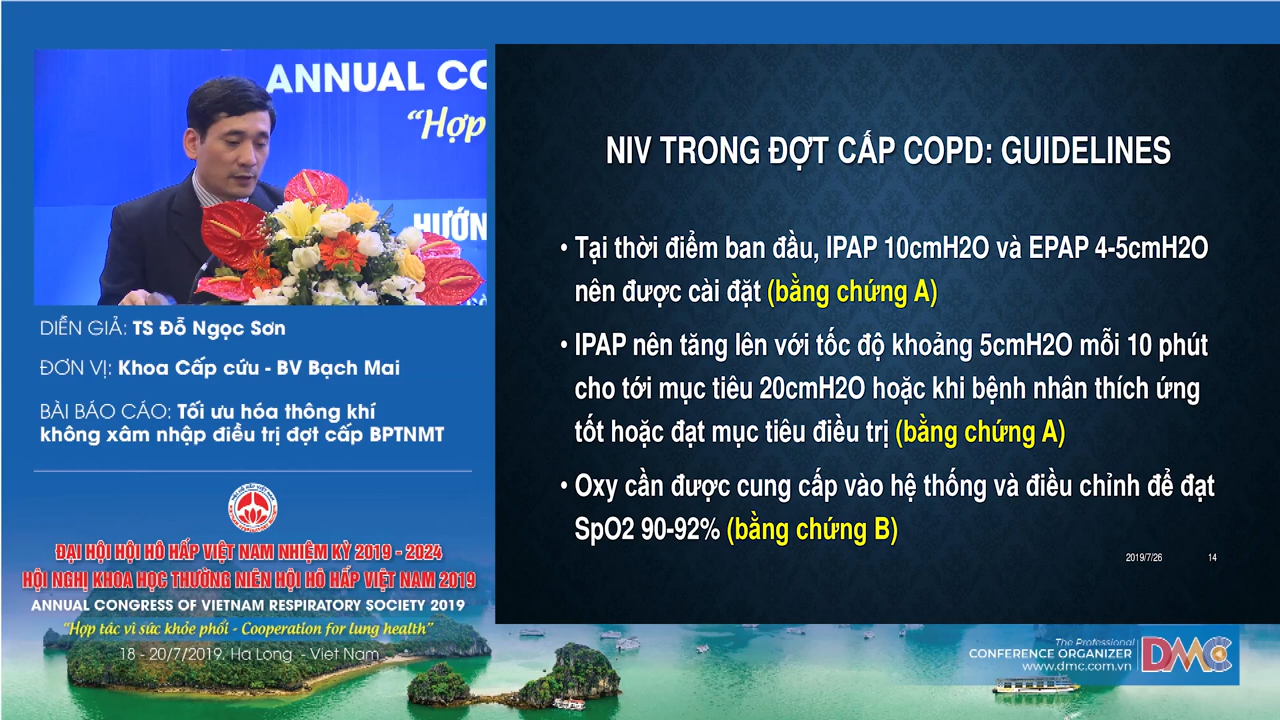 ANNUAL CO
“Hợp
HƯỚN
DIỄN GIẢ: TS Đỗ Ngọc Sơn
ĐƠN VỊ: Khoa Cấp cứu - BV Bạch Mai
BÀI BÁO CÁO: Tối ưu hóa thông khí
không xâm nhập điều trị đợt cấp BPTNMT
ĐẠI HỘI HỘI HÔ HẤP VIỆT NAM NHIỆM KỲ 2019 - 2024
HỘI NGHỊ KHOA HỌC THƯỜNG NIÊN HỘI HÔ HẤP VIỆT NAM 2019
ANNUAL CONGRESS OF VIETNAM RESPIRATORY SOCIETY 2019
“Hợp tác vì sức khỏe phổi - Cooperation for lung health”
18 - 20/7/2019. Ha Long - Viet Nam
NIV TRONG ĐỢT CẤP COPD: GUIDELINES
• Tại thời điểm ban đầu, IPAP 10cmH2O và EPAP 4-5cmH2O
nên được cài đặt (bằng chứng A)
• IPAP nên tăng lên với tốc độ khoảng 5cmH2O mỗi 10 phút
cho tới mục tiêu 20cmH2O hoặc khi bệnh nhân thích ứng
tốt hoặc đạt mục tiêu điều trị (bằng chứng A)
• Oxy cần được cung cấp vào hệ thống và điều chỉnh để đạt
SpO2 90-92% (bằng chứng B)
2019/7/26 14
The Professional
CONFERENCE ORGANIZER
www.dmc.com.vn
DMC